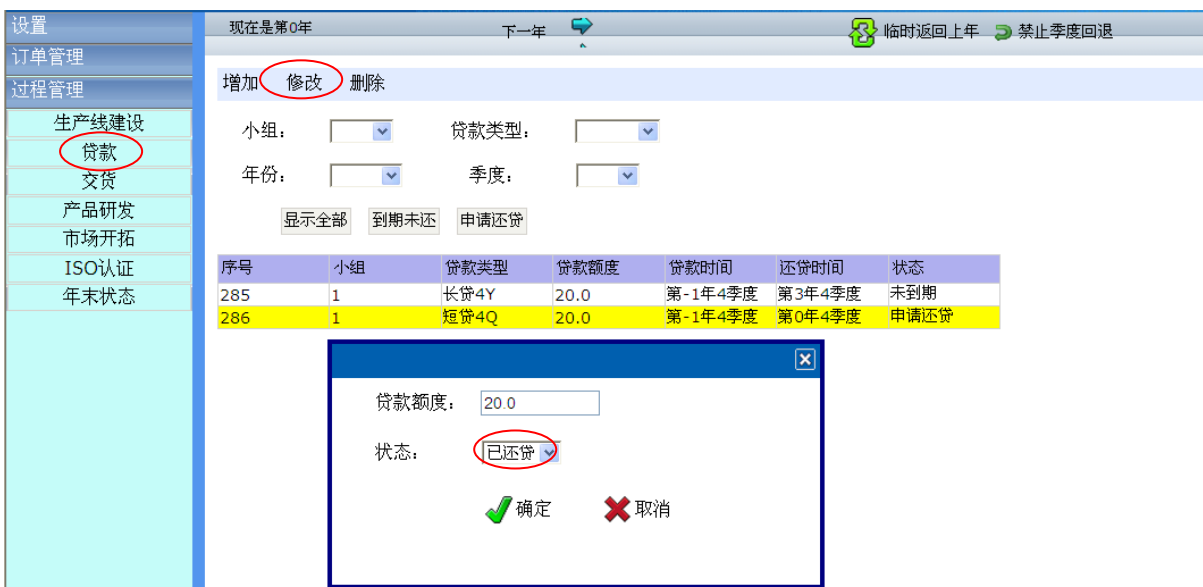 设置
订单管理
过程管理
生产线建设
贷款
交货
产品研发
市场开拓
ISO认证
年末状态
现在是第0年 下一年 临时返回上年 禁止季度回退
增加 修改 删除
小组： 贷款类型：
年份： 季度：
显示全部 到期未还 申请还贷
序号 小组 贷款类型 贷款额度 贷款时间 还贷时间 状态
285 1 长贷4Y 20.0 第-1年4季度 第3年4季度 未到期
286 1 短贷4Q 20.0 第-1年4季度 第0年4季度 申请还贷
贷款额度： 20.0
状态： 已还贷
确定 取消